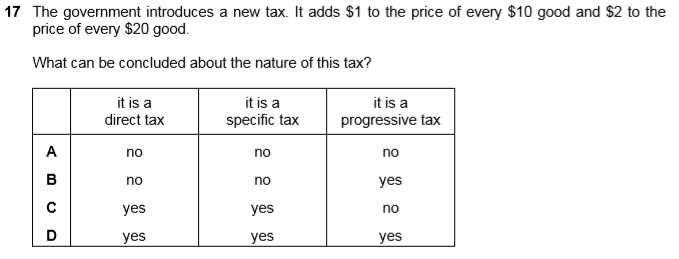 17 The government introduces a new tax. It adds $1 to the price of every $10 good and $2 to the
price of every $20 good.
What can be concluded about the nature of this tax?
it is a direct tax it is a specific tax it is a progressive tax
A no no no
B no no yes
C yes yes no
D yes yes yes